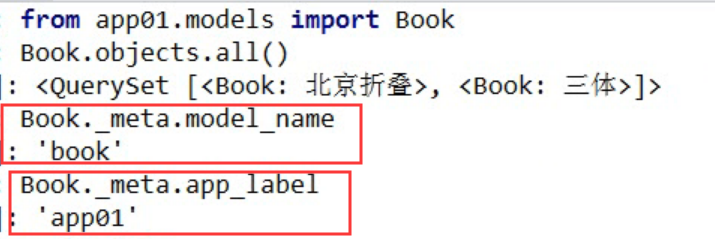 : from app01.models import Book
: Book.objects.all()
]: <QuerySet [<Book: 北京折叠>, <Book: 三体>]>
Book._meta.model_name
]: 'book'
: Book._meta.app_label
]: 'app01'